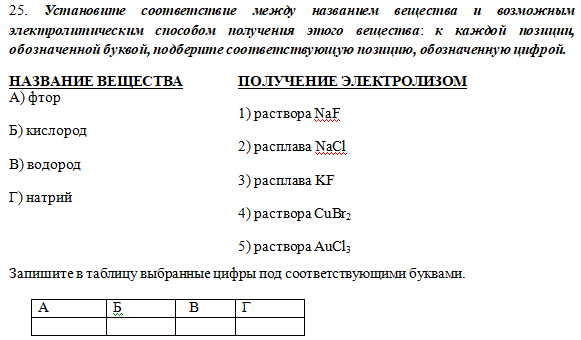 25. Установите соответствие между названием вещества и возможным
электролитическим способом получения этого вещества: к каждой позиции,
обозначенной буквой, подберите соответствующую позицию, обозначенную цифрой.
НАЗВАНИЕ ВЕЩЕСТВА ПОЛУЧЕНИЕ ЭЛЕКТРОЛИЗОМ
А) фтор
1) раствора NaF
Б) кислород
2) расплава NaCl
В) водород
3) расплава KF
Г) натрий
4) раствора CuBr₂
5) раствора AuCl₃
Запишите в таблицу выбранные цифры под соответствующими буквами.
А Б В Г